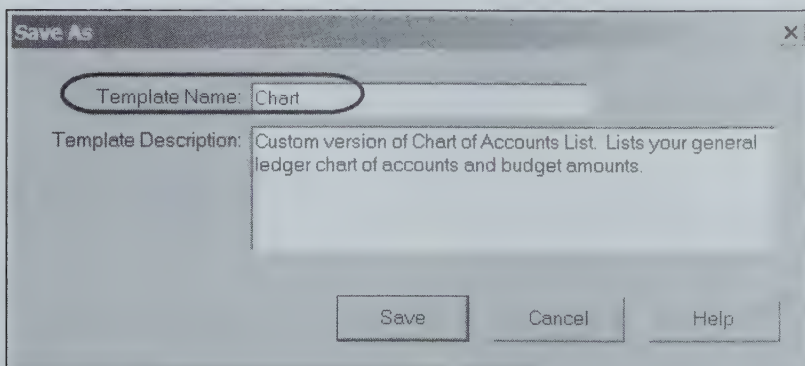 Save As
Template Name: Chart
Template Description: Custom version of Chart of Accounts List. Lists your general
ledger chart of accounts and budget amounts.
Save Cancel Help